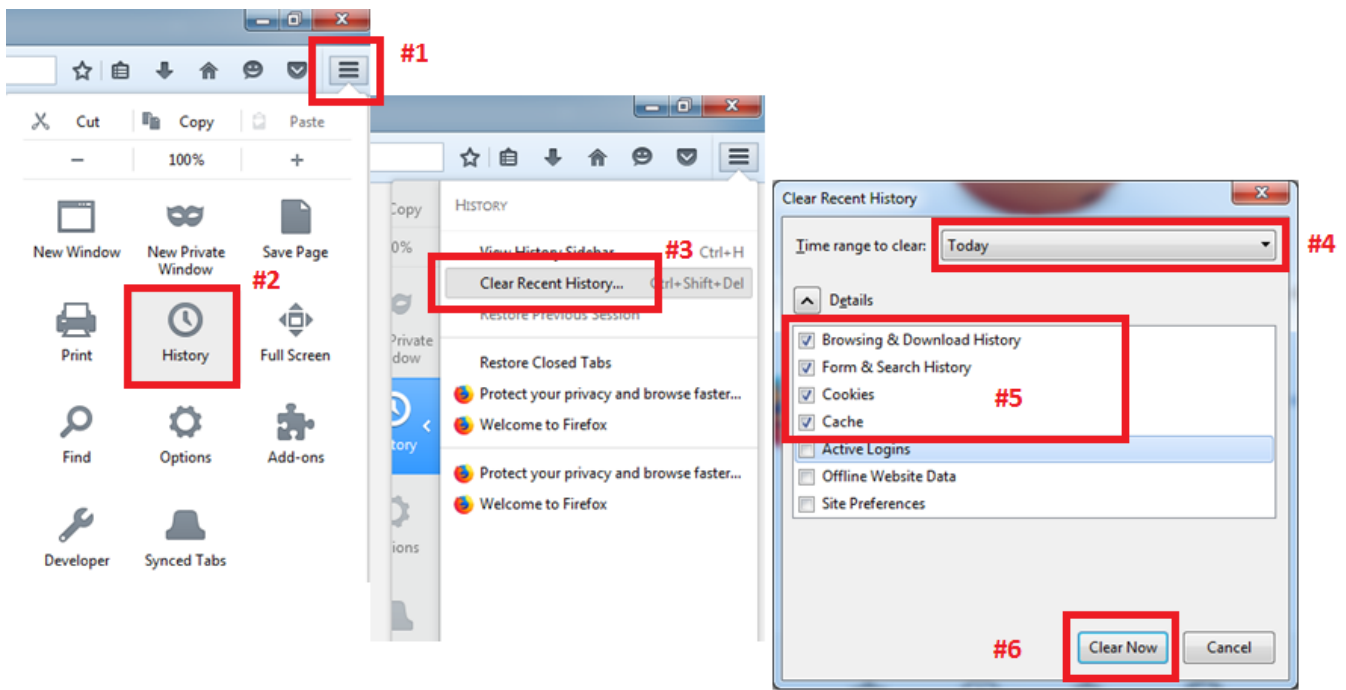 #1
Cut Copy Paste
− 100% +
New Window New Private Window Save Page
#2
Print History Full Screen
Find Options Add-ons
Developer Synced Tabs
Copy
0%
Private
dow
tory
ions
HISTORY
View History Sidebar Ctrl+H
#3
Clear Recent History... Ctrl+Shift+Del
Restore Previous Session
Restore Closed Tabs
Protect your privacy and browse faster...
Welcome to Firefox
Protect your privacy and browse faster...
Welcome to Firefox
Clear Recent History
Time range to clear: Today
#4
Details
Browsing & Download History
Form & Search History
Cookies
#5
Cache
Active Logins
Offline Website Data
Site Preferences
#6
Clear Now Cancel